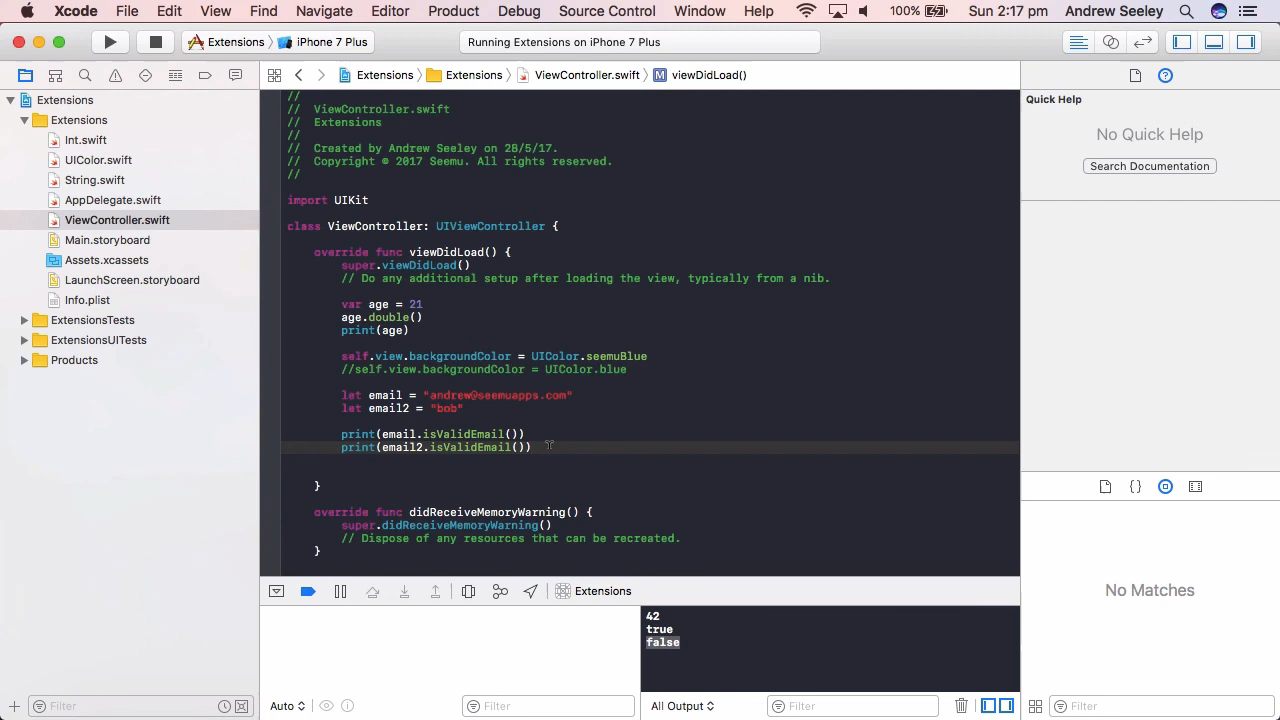 Xcode File Edit View Find Navigate Editor Product Debug Source Control Window Help 100% Sun 2:17 pm Andrew Seeley
Extensions iPhone 7 Plus Running Extensions on iPhone 7 Plus
Extensions Extensions ViewController.swift M viewDidLoad()
Extensions
Extensions
Int.swift
UIColor.swift
String.swift
AppDelegate.swift
ViewController.swift
Main.storyboard
Assets.xcassets
LaunchScreen.storyboard
Info.plist
ExtensionsTests
ExtensionsUITests
Products
Filter
//
// ViewController.swift
// Extensions
//
// Created by Andrew Seeley on 28/5/17.
// Copyright © 2017 Seemu. All rights reserved.
//
import UIKit
class ViewController: UIViewController {
override func viewDidLoad() {
super.viewDidLoad()
// Do any additional setup after loading the view, typically from a nib.
var age = 21
age.double()
print(age)
self.view.backgroundColor = UIColor.seemuBlue
//self.view.backgroundColor = UIColor.blue
let email = "andrew@seemuapps.com"
let email2 = "bob"
print(email.isValidEmail())
print(email2.isValidEmail())
}
override func didReceiveMemoryWarning() {
super.didReceiveMemoryWarning()
// Dispose of any resources that can be recreated.
}
Extensions
42
true
false
Auto Filter All Output Filter
Quick Help
No Quick Help
Search Documentation
No Matches
Filter